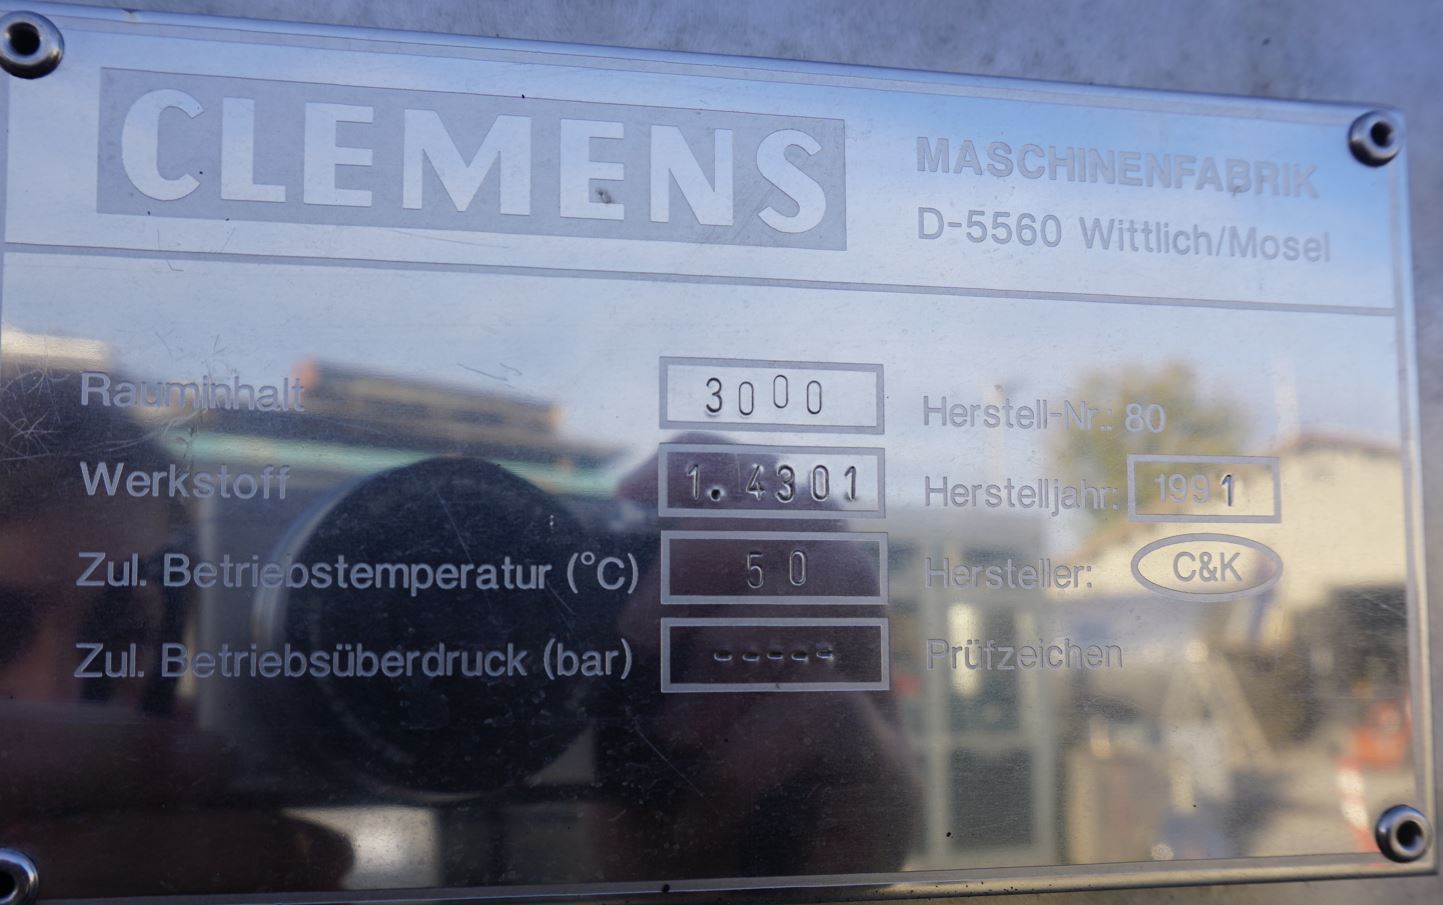 CLEMENS
MASCHINENFABRIK
D-5560 Wittlich/Mosel
Rauminhalt 3000
Werkstoff 1.4301
Zul. Betriebstemperatur (°C) 50
Zul. Betriebsüberdruck (bar) -----
Herstell-Nr.: 80
Herstelljahr: 1991
Hersteller: C&K
Prüfzeichen